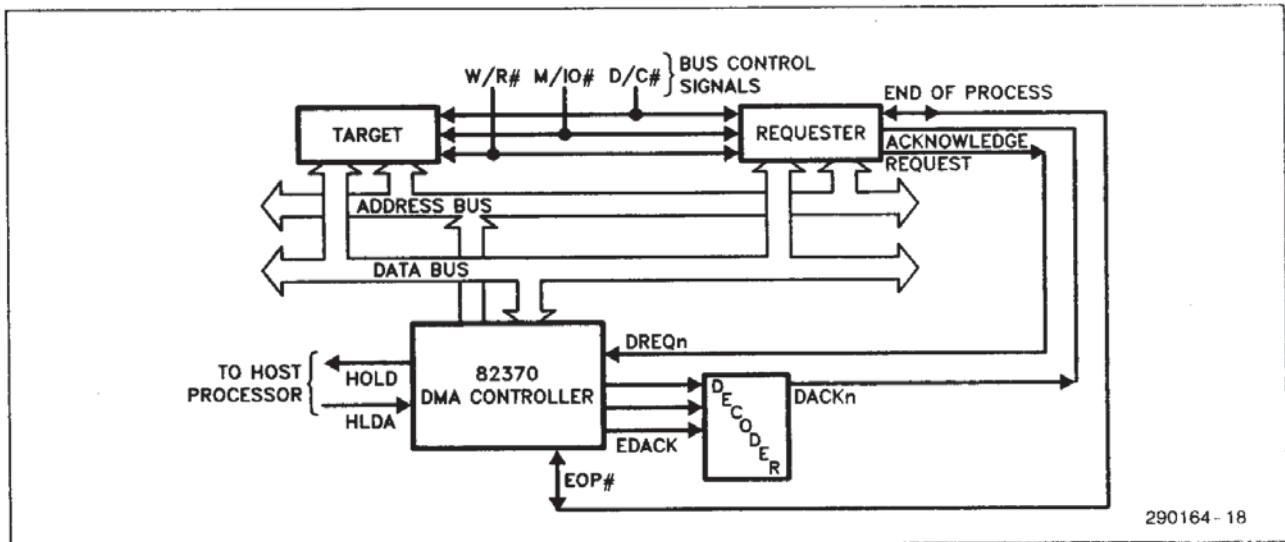 W/R# M/IO# D/C# BUS CONTROL
SIGNALS
END OF PROCESS
TARGET
REQUESTER
ACKNOWLEDGE
REQUEST
ADDRESS BUS
DATA BUS
TO HOST
PROCESSOR
HOLD
HLDA
82370
DMA CONTROLLER
DREQn
EDACK
DECODER
DACKn
EOP#
290164-18